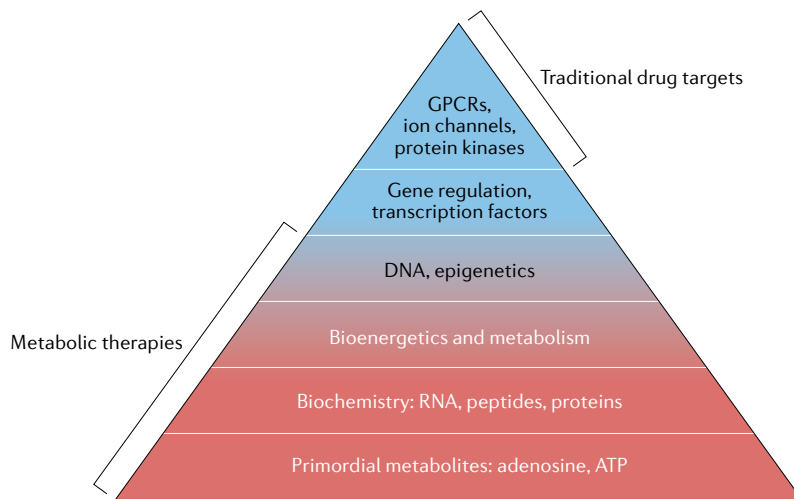 Traditional drug targets
GPCRs,
ion channels,
protein kinases
Gene regulation,
transcription factors
DNA, epigenetics
Metabolic therapies
Bioenergetics and metabolism
Biochemistry: RNA, peptides, proteins
Primordial metabolites: adenosine, ATP